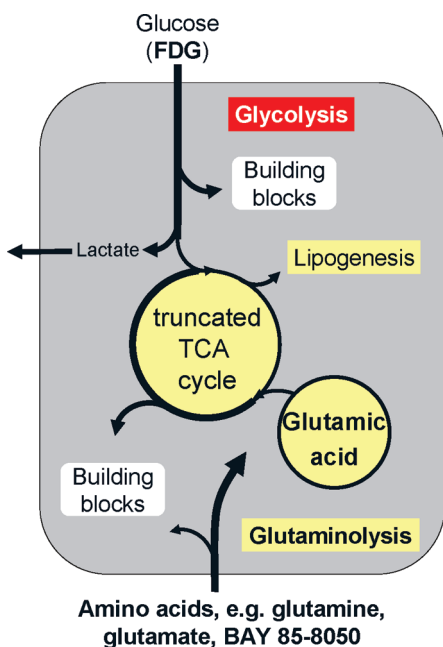 Glucose
(FDG)
Glycolysis
Building
blocks
Lactate
Lipogenesis
truncated
TCA
cycle
Glutamic
acid
Building
blocks
Glutaminolysis
Amino acids, e.g. glutamine,
glutamate, BAY 85-8050